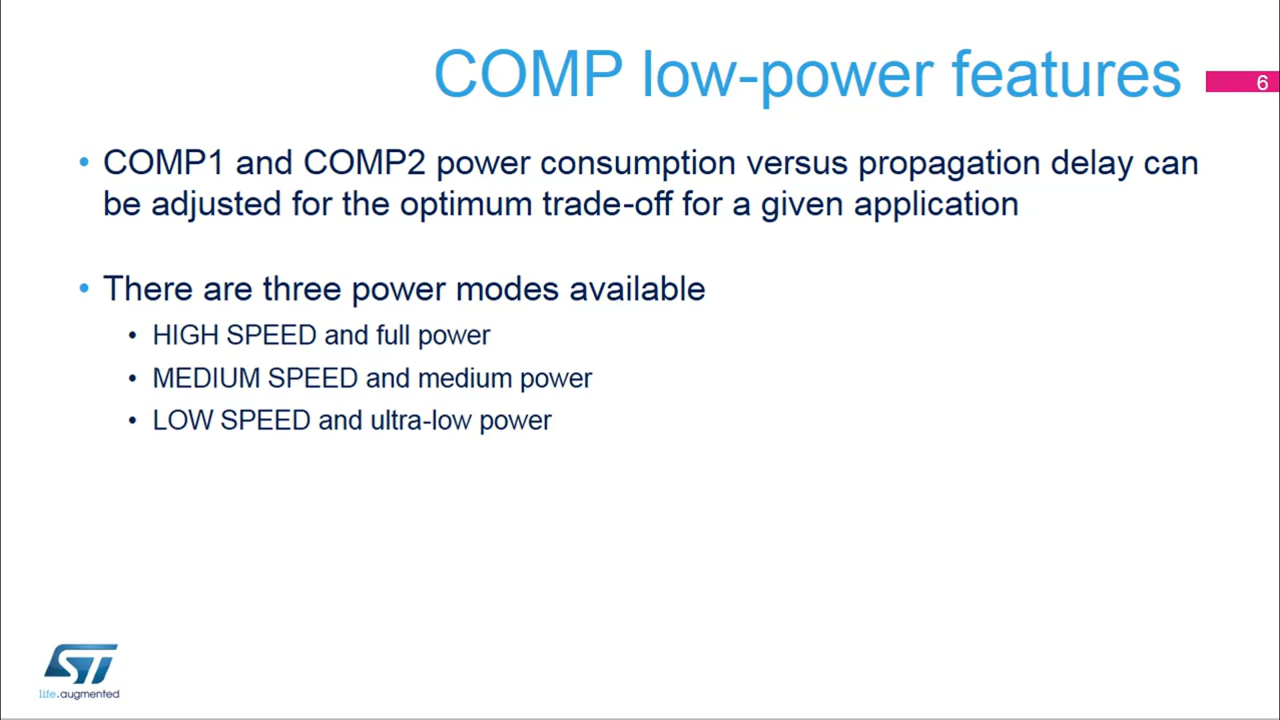 COMP low-power features
6
• COMP1 and COMP2 power consumption versus propagation delay can
be adjusted for the optimum trade-off for a given application
• There are three power modes available
• HIGH SPEED and full power
• MEDIUM SPEED and medium power
• LOW SPEED and ultra-low power
ST
life.augmented